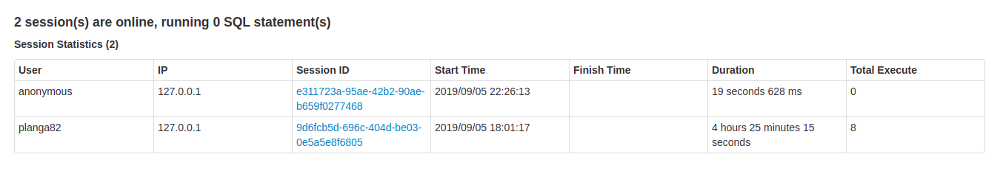 2 session(s) are online, running 0 SQL statement(s)
Session Statistics (2)
User IP Session ID Start Time Finish Time Duration Total Execute
anonymous 127.0.0.1 e311723a-95ae-42b2-90ae- 2019/09/05 22:26:13 19 seconds 628 ms 0
b659f0277468
planga82 127.0.0.1 9d6fcb5d-696c-404d-be03- 2019/09/05 18:01:17 4 hours 25 minutes 15 8
0e5a5e8f6805 seconds